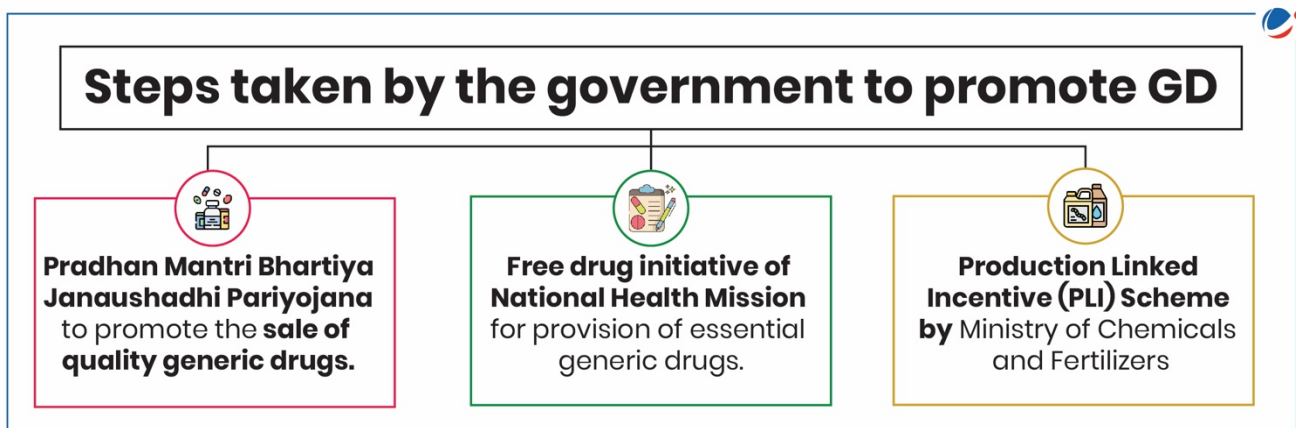 Steps taken by the government to promote GD
Pradhan Mantri Bhartiya
Janaushadhi Pariyojana
to promote the sale of
quality generic drugs.
Free drug initiative of
National Health Mission
for provision of essential
generic drugs.
Production Linked
Incentive (PLI) Scheme
by Ministry of Chemicals
and Fertilizers